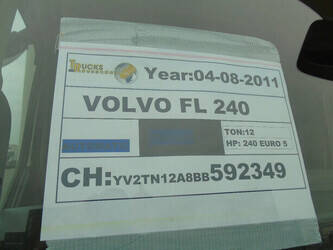 TRUCKS
Year:04-08-2011
VOLVO FL 240
TON:12
HP: 240 EURO 5
CH:YV2TN12A8BB592349